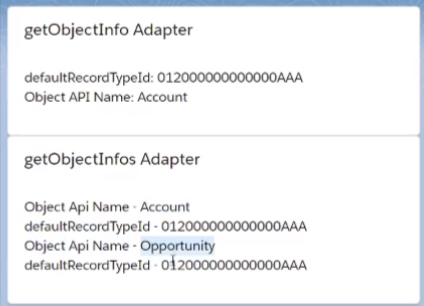 getObjectInfo Adapter
defaultRecordTypeId: 012000000000000AAA
Object API Name: Account
getObjectInfos Adapter
Object Api Name - Account
defaultRecordTypeId - 012000000000000AAA
Object Api Name - Opportunity
defaultRecordTypeId - 012000000000000AAA